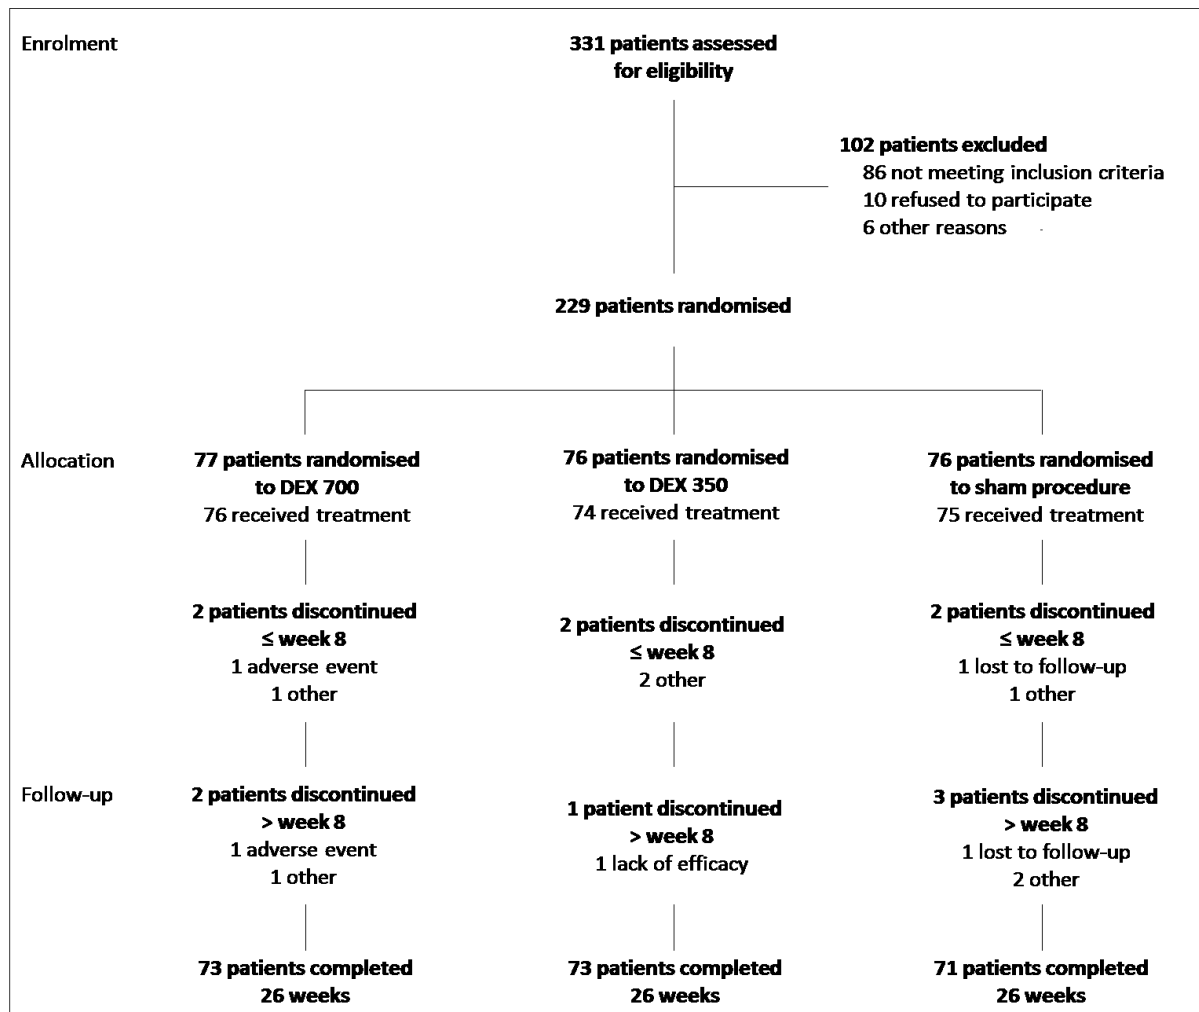 Enrolment
331 patients assessed
for eligibility
102 patients excluded
86 not meeting inclusion criteria
10 refused to participate
6 other reasons
229 patients randomised
Allocation
77 patients randomised
to DEX 700
76 received treatment
76 patients randomised
to DEX 350
74 received treatment
76 patients randomised
to sham procedure
75 received treatment
2 patients discontinued
≤ week 8
1 adverse event
1 other
2 patients discontinued
≤ week 8
2 other
2 patients discontinued
≤ week 8
1 lost to follow-up
1 other
Follow-up
2 patients discontinued
> week 8
1 adverse event
1 other
1 patient discontinued
> week 8
1 lack of efficacy
3 patients discontinued
> week 8
1 lost to follow-up
2 other
73 patients completed
26 weeks
73 patients completed
26 weeks
71 patients completed
26 weeks